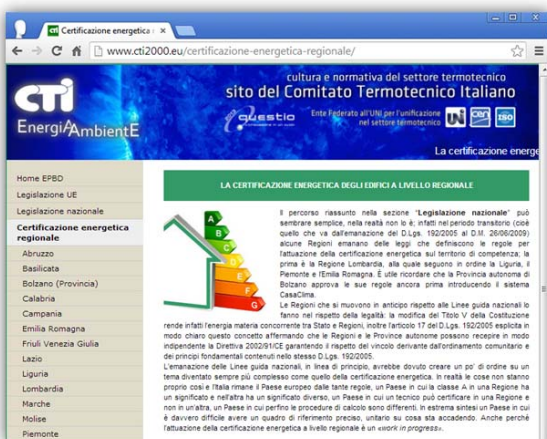 Certificazione energetica r
www.cti2000.eu/certificazione-energetica-regionale/
cultura e normativa del settore termotecnico
sito del Comitato Termotecnico Italiano
CTI
EnergiAmbientE
questio
Ente Federato all'UNI per l'unificazione
nel settore termotecnico
UNI
CEN
ISO
La certificazione energe
Home EPBD
Legislazione UE
Legislazione nazionale
Certificazione energetica
regionale
Abruzzo
Basilicata
Bolzano (Provincia)
Calabria
Campania
Emilia Romagna
Friuli Venezia Giulia
Lazio
Liguria
Lombardia
Marche
Molise
Piemonte
LA CERTIFICAZIONE ENERGETICA DEGLI EDIFICI A LIVELLO REGIONALE
A
B
C
D
E
F
G
Il percorso riassunto nella sezione "Legislazione nazionale" può
sembrare semplice, nella realtà non lo è; infatti nel periodo transitorio (cioè
quello che va dall'emanazione del D.Lgs. 192/2005 al D.M. 26/06/2009)
alcune Regioni emanano delle leggi che definiscono le regole per
l'attuazione della certificazione energetica sul territorio di competenza; la
prima è la Regione Lombardia, alla quale seguono in ordine la Liguria, il
Piemonte e l'Emilia Romagna. È utile ricordare che la Provincia autonoma di
Bolzano approva le sue regole ancora prima introducendo il sistema
CasaClima.
Le Regioni che si muovono in anticipo rispetto alle Linee guida nazionali lo
fanno nel rispetto della legalità: la modifica del Titolo V della Costituzione
rende infatti l'energia materia concorrente tra Stato e Regioni, inoltre l'articolo 17 del D.Lgs. 192/2005 esplicita in
modo chiaro questo concetto affermando che le Regioni e le Province autonome possono recepire in modo
indipendente la Direttiva 2002/91/CE garantendo il rispetto del vincolo derivante dall'ordinamento comunitario e
dei principi fondamentali contenuti nello stesso D.Lgs. 192/2005.
L'emanazione delle Linee guida nazionali, in linea di principio, avrebbe dovuto creare un po' di ordine su un
tema diventato sempre più complesso come quello della certificazione energetica. In realtà le cose non stanno
proprio così e l'Italia rimane il Paese europeo dalle tante regole, un Paese in cui la classe A in una Regione ha
un significato e nell'altra ha un significato diverso, un Paese in cui un tecnico può certificare in una Regione e
non in un'altra, un Paese in cui perfino le procedure di calcolo sono differenti. In estrema sintesi un Paese in cui
è davvero difficile avere un quadro di riferimento preciso, unitario su cosa sta accadendo. Anche perché
l'attuazione della certificazione energetica a livello regionale è un «work in progress».